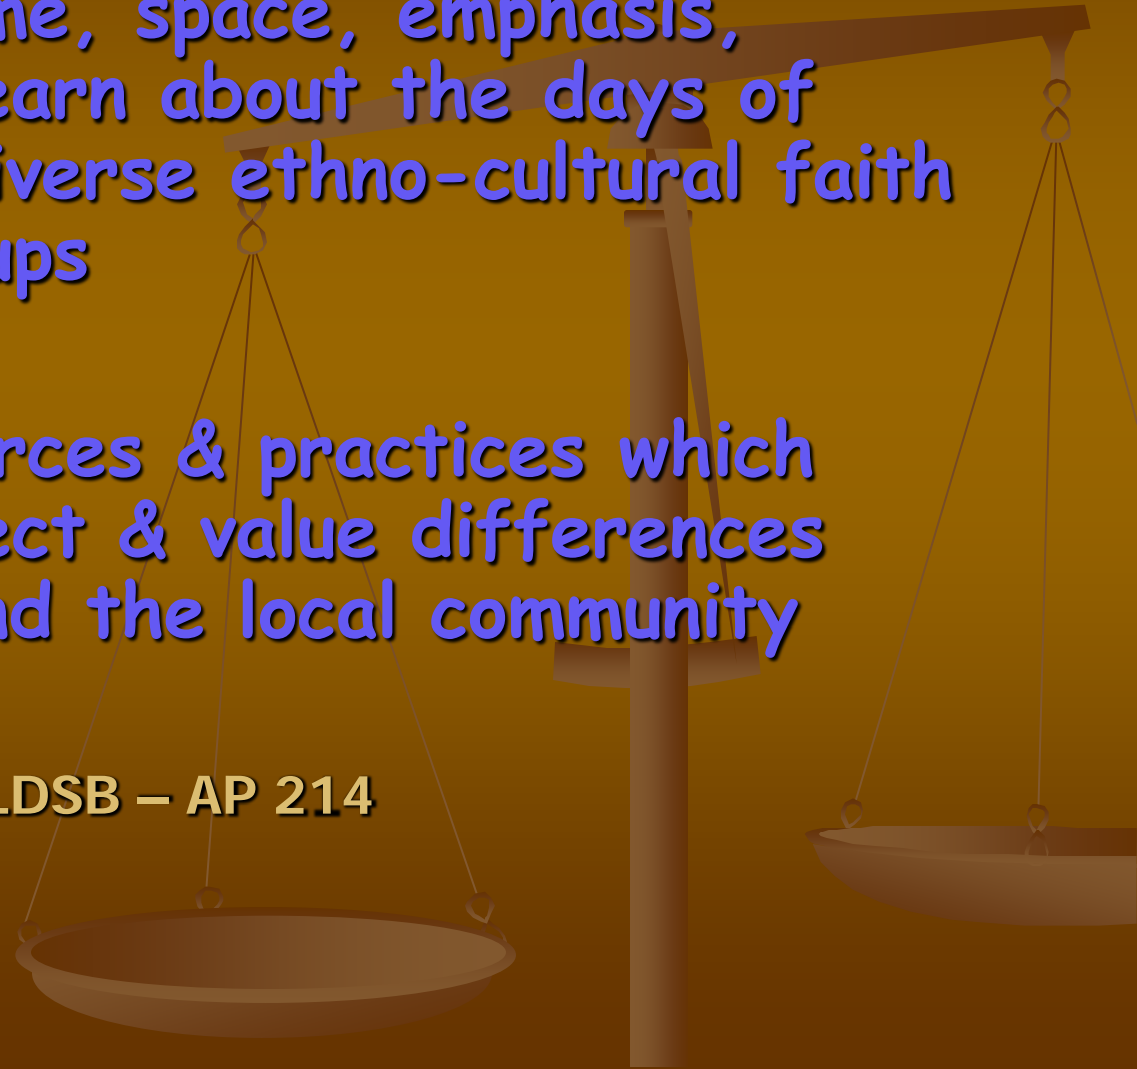 me, space, emphasis,
earn about the days of
iverse ethno-cultural faith
ups
rces & practices which
ect & value differences
nd the local community
LDSB – AP 214